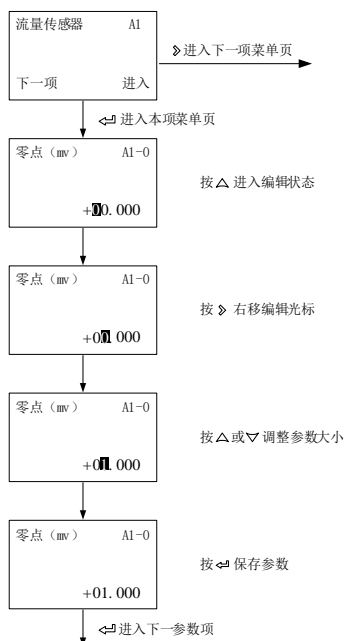 流量传感器 A1
进入下一项菜单页
下一项 进入
进入本项菜单页
零点（mv） A1-0
按 进入编辑状态
+00.000
零点（mv） A1-0
按 右移编辑光标
+00.000
零点（mv） A1-0
按 或 调整参数大小
+01.000
零点（mv） A1-0
按 保存参数
+01.000
进入下一参数项